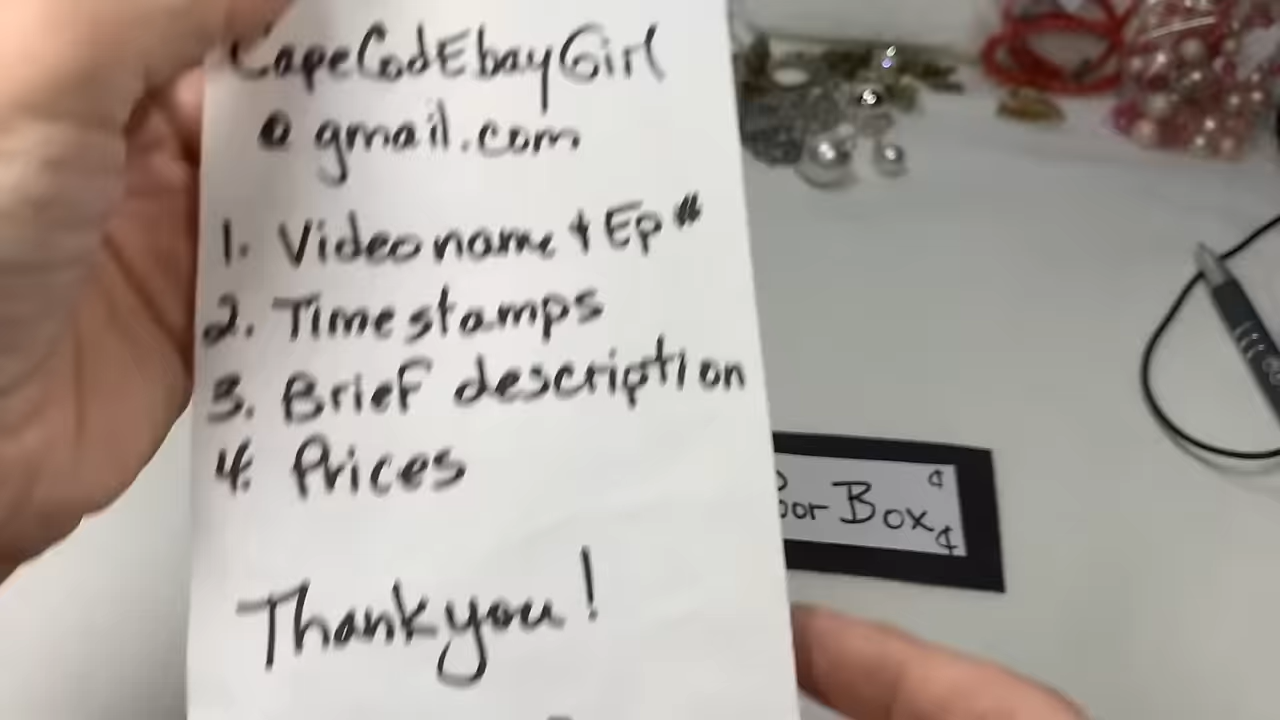 CapeCodEbayGirl
@ gmail.com
1. Video name + Ep #
2. Timestamps
3. Brief description
4. Prices
Thank you!
Box
¢
¢